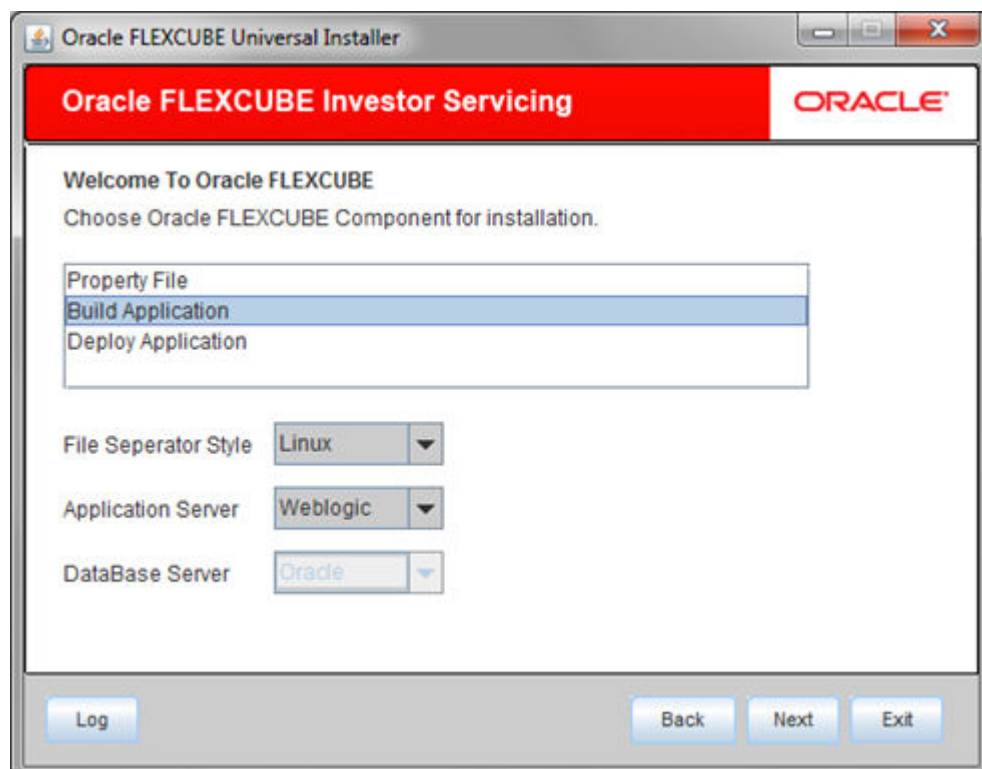 Oracle FLEXCUBE Universal Installer
Oracle FLEXCUBE Investor Servicing
ORACLE
Welcome To Oracle FLEXCUBE
Choose Oracle FLEXCUBE Component for installation.
Property File
Build Application
Deploy Application
File Seperator Style Linux
Application Server Weblogic
DataBase Server Oracle
Log Back Next Exit